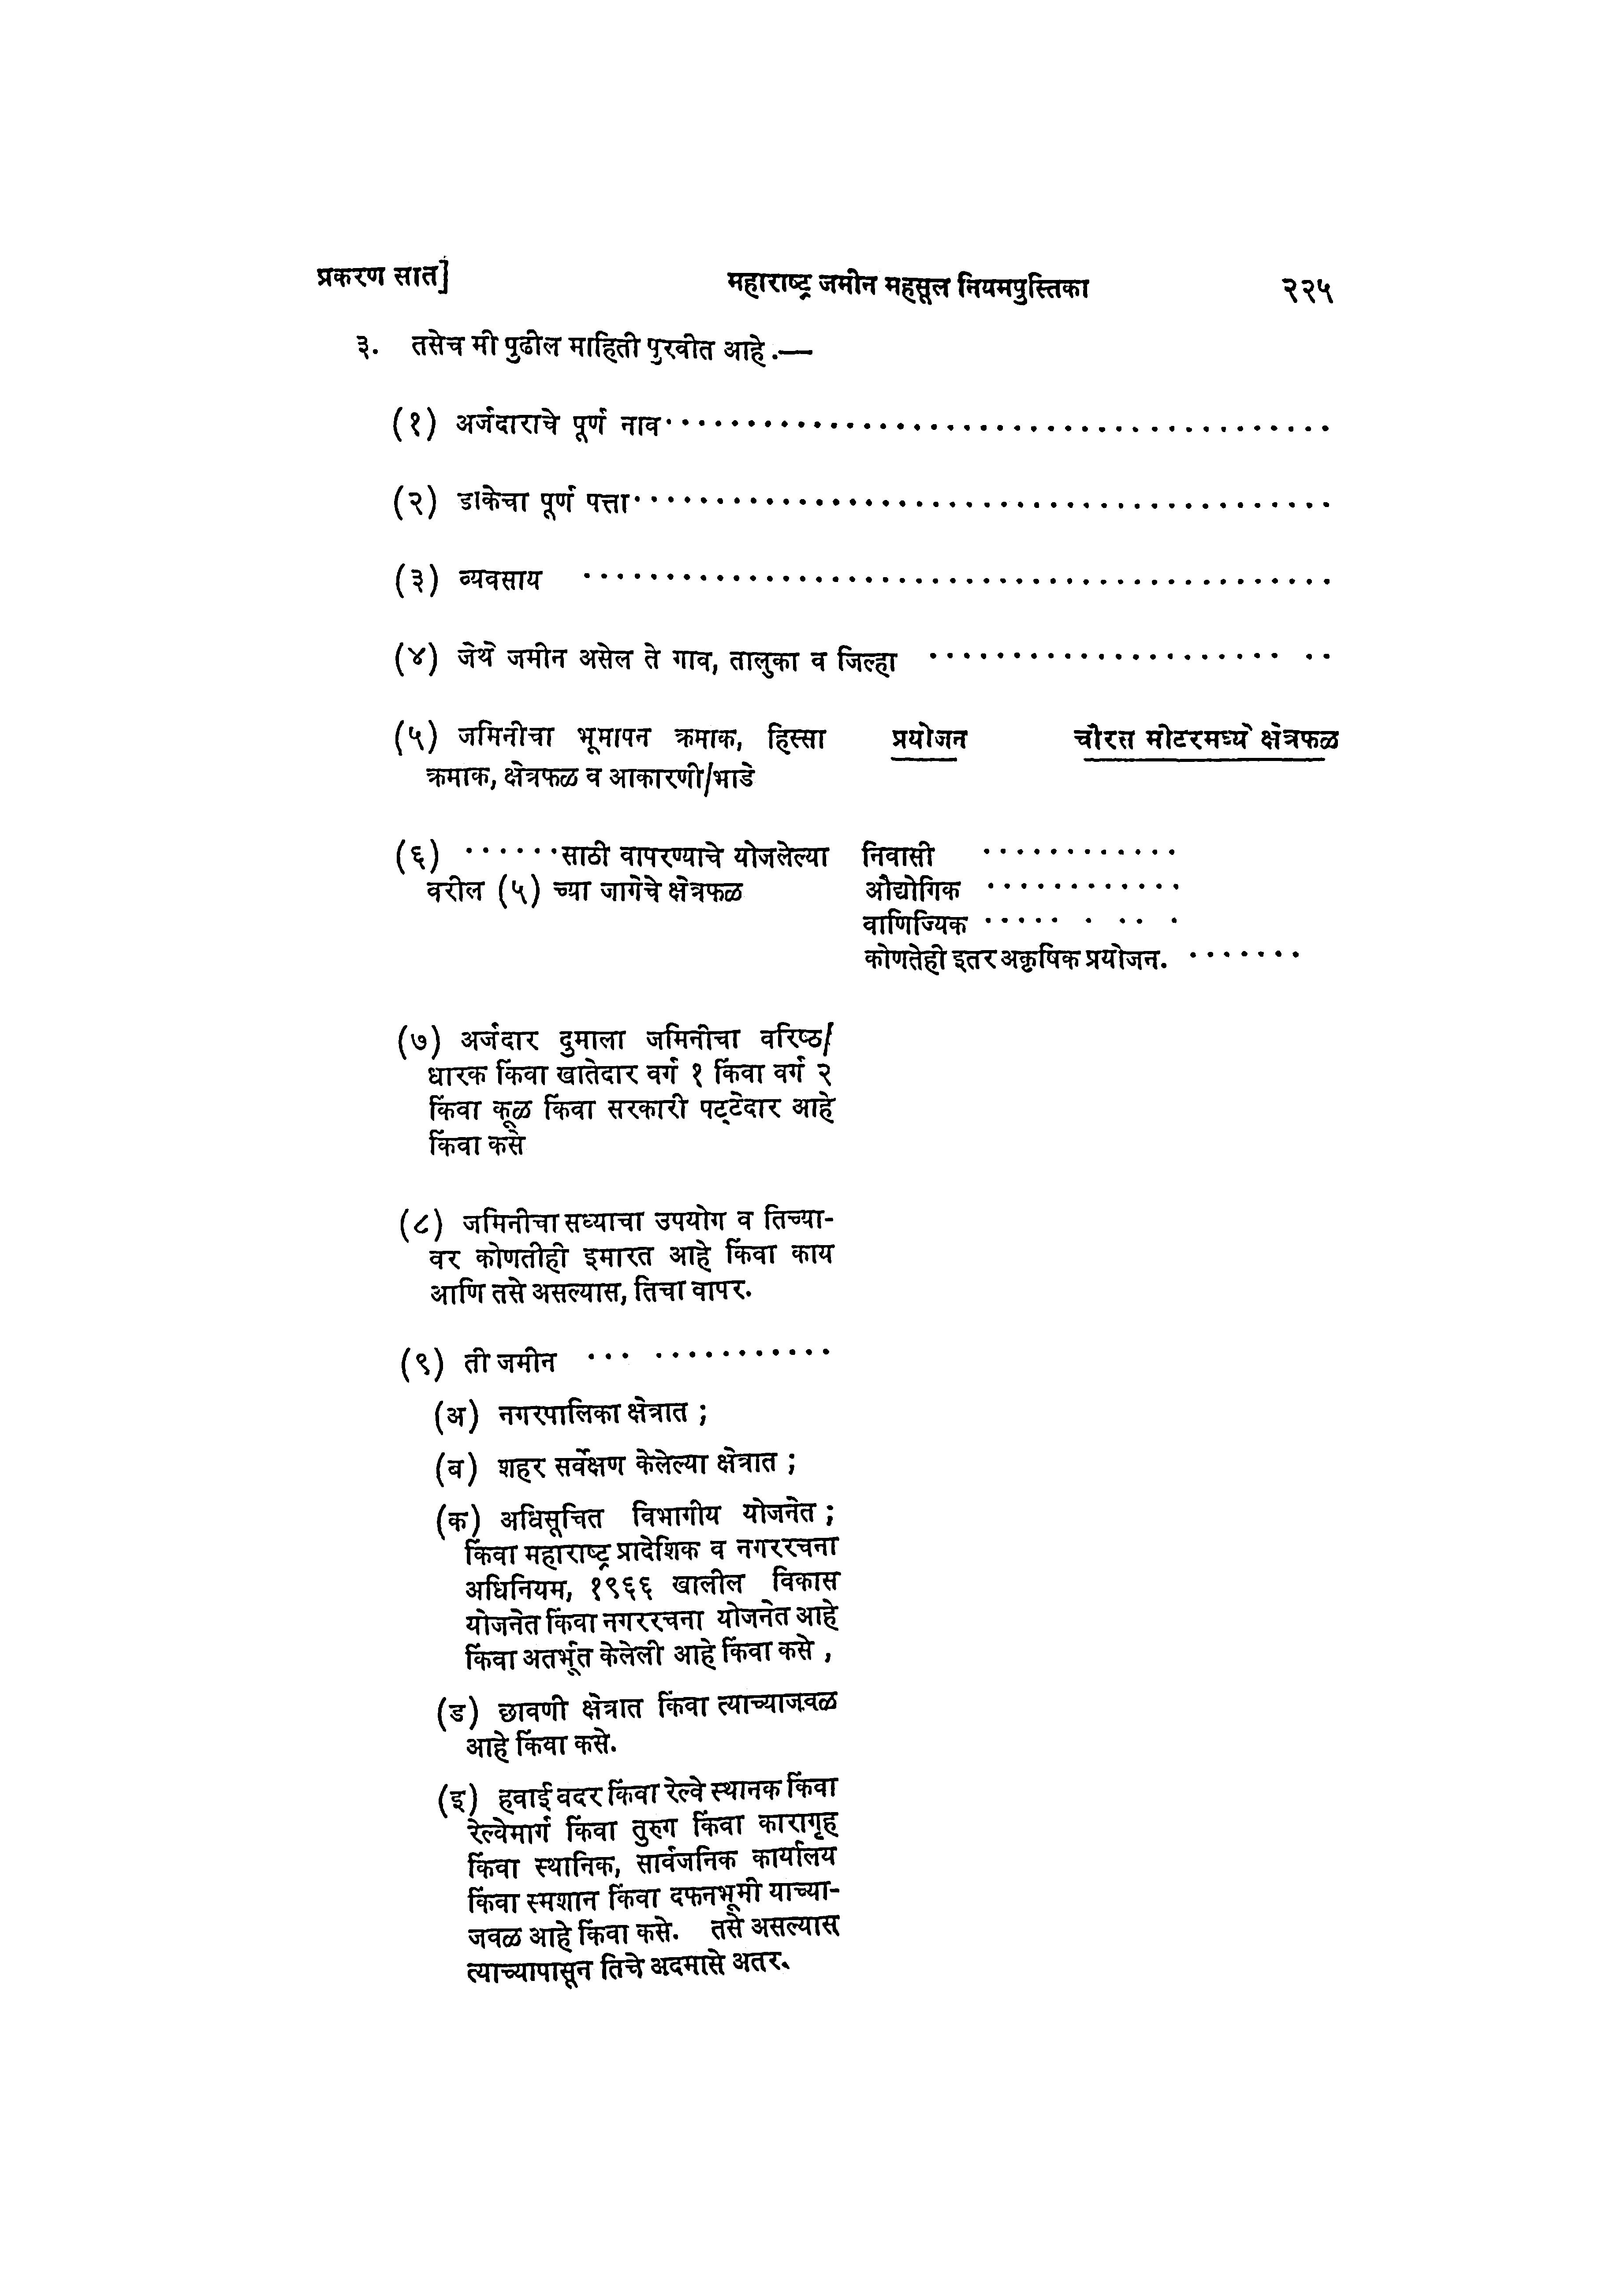 प्रकरण सात] महाराष्ट्र जमीन महसूल नियमपुस्तिका २२५
३. तसेच मी पुढील माहिती पुरवीत आहे.—
(१) अर्जदाराचे पूर्ण नाव........................................
(२) डाकेचा पूर्ण पत्ता..........................................
(३) व्यवसाय .............................................
(४) जेथे जमीन असेल ते गाव, तालुका व जिल्हा ..................... ..
(५) जमिनीचा भूमापन क्रमाक, हिस्सा प्रयोजन चौरस मीटरमध्ये क्षेत्रफळ
क्रमाक, क्षेत्रफळ व आकारणी/भाडे
(६) ......साठी वापरण्याचे योजलेल्या निवासी ............
वरील (५) च्या जागेचे क्षेत्रफळ औद्योगिक ............
वाणिज्यिक ..... . .. .
कोणतेही इतर अकृषिक प्रयोजन. .......
(७) अर्जदार दुमाला जमिनीचा वरिष्ठ/
धारक किंवा खातेदार वर्ग १ किंवा वर्ग २
किंवा कूळ किंवा सरकारी पट्टेदार आहे
किंवा कसे
(८) जमिनीचा सध्याचा उपयोग व तिच्या-
वर कोणतीही इमारत आहे किंवा काय
आणि तसे असल्यास, तिचा वापर.
(९) ती जमीन ... ...........
(अ) नगरपालिका क्षेत्रात ;
(ब) शहर सर्वेक्षण केलेल्या क्षेत्रात ;
(क) अधिसूचित विभागीय योजनेत ;
किंवा महाराष्ट्र प्रादेशिक व नगररचना
अधिनियम, १९६६ खालील विकास
योजनेत किंवा नगररचना योजनेत आहे
किंवा अतर्भूत केलेली आहे किंवा कसे ,
(ड) छावणी क्षेत्रात किंवा त्याच्याजवळ
आहे किंवा कसे.
(इ) हवाई वदर किंवा रेल्वे स्थानक किंवा
रेल्वेमार्ग किंवा तुरुग किंवा कारागृह
किंवा स्थानिक, सार्वजनिक कार्यालय
किंवा स्मशान किंवा दफनभूमी याच्या-
जवळ आहे किंवा कसे. तसे असल्यास
त्याच्यापासून तिचे अदमासे अतर.